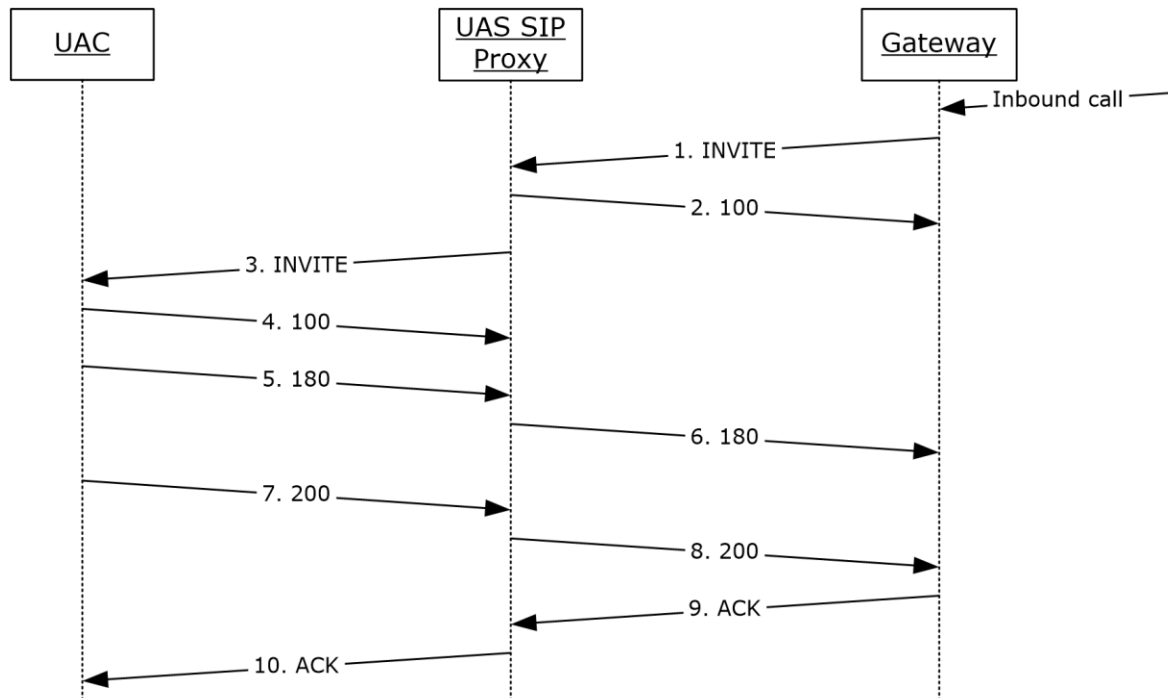 UAC
UAS SIP
Proxy
Gateway
Inbound call
1. INVITE
2. 100
3. INVITE
4. 100
5. 180
6. 180
7. 200
8. 200
9. ACK
10. ACK